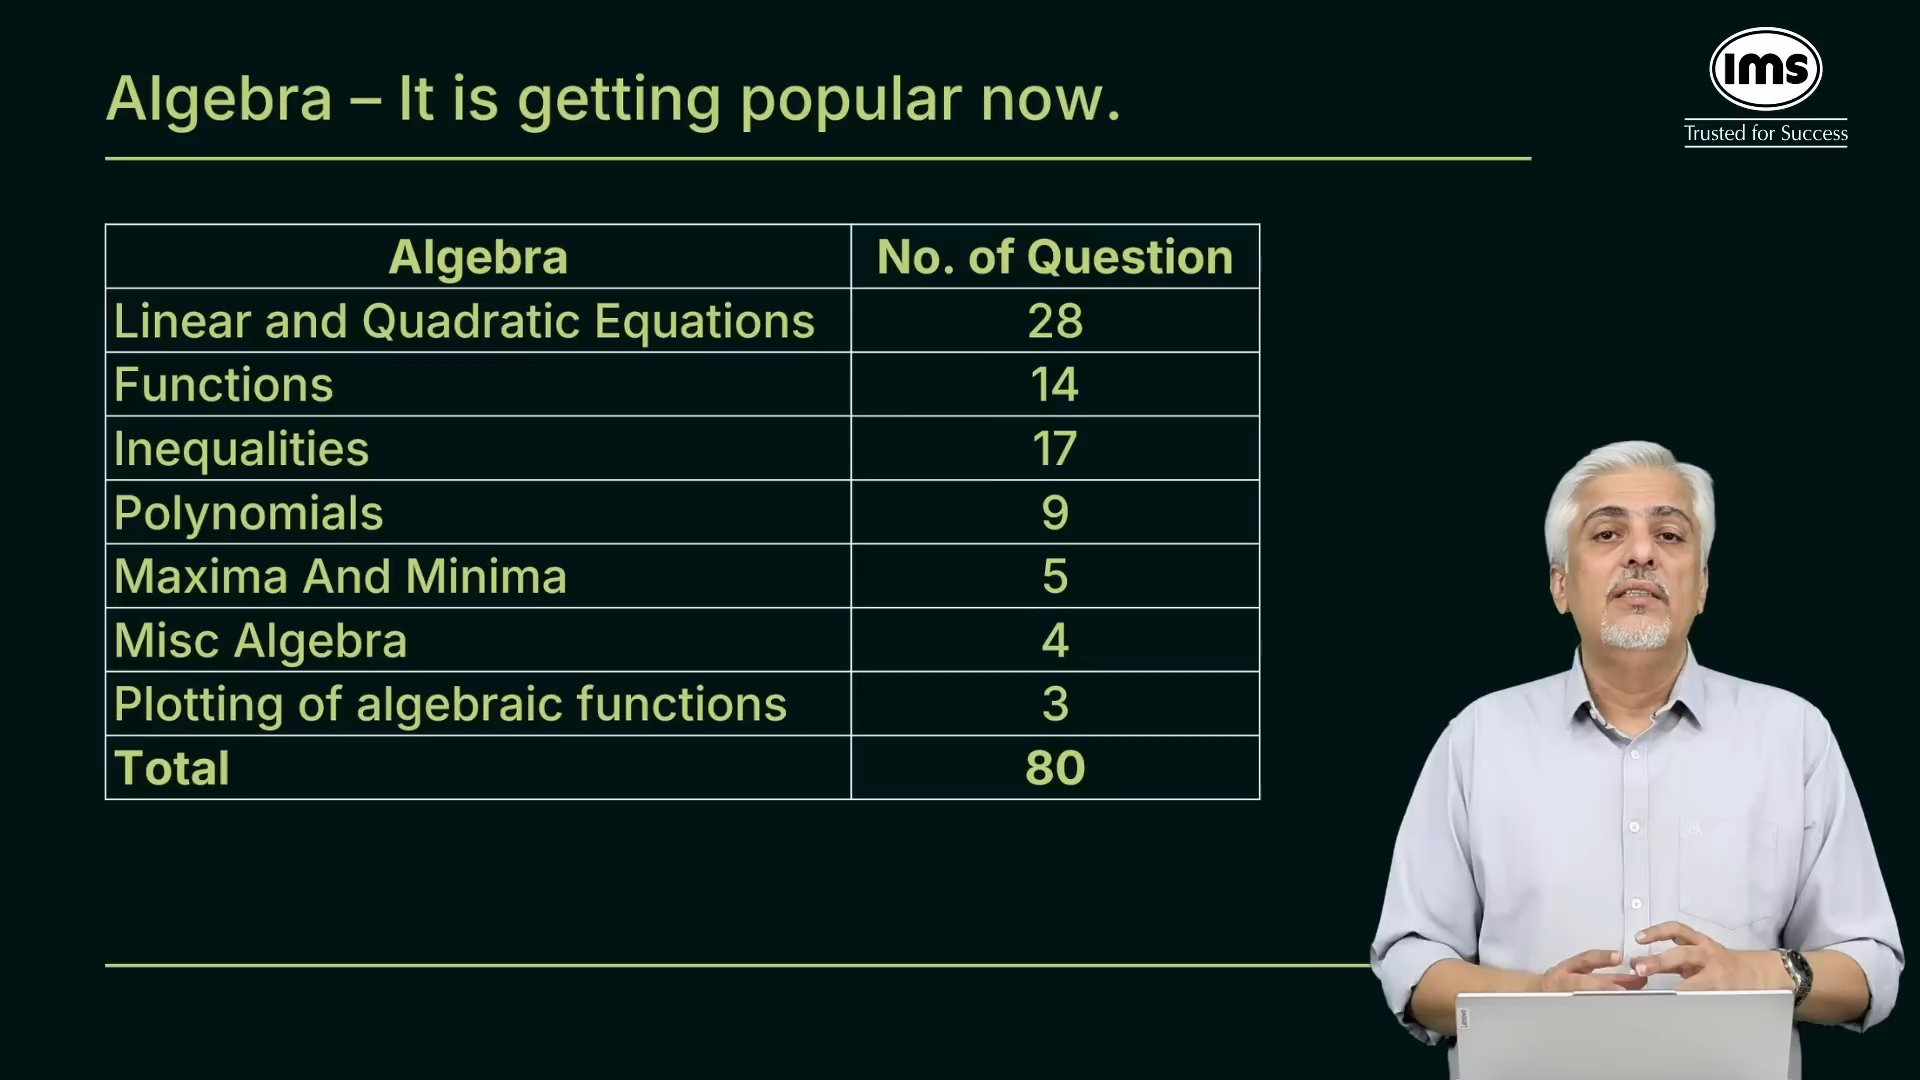 Algebra – It is getting popular now.
ims
Trusted for Success
Algebra No. of Question
Linear and Quadratic Equations 28
Functions 14
Inequalities 17
Polynomials 9
Maxima And Minima 5
Misc Algebra 4
Plotting of algebraic functions 3
Total 80
Lenovo